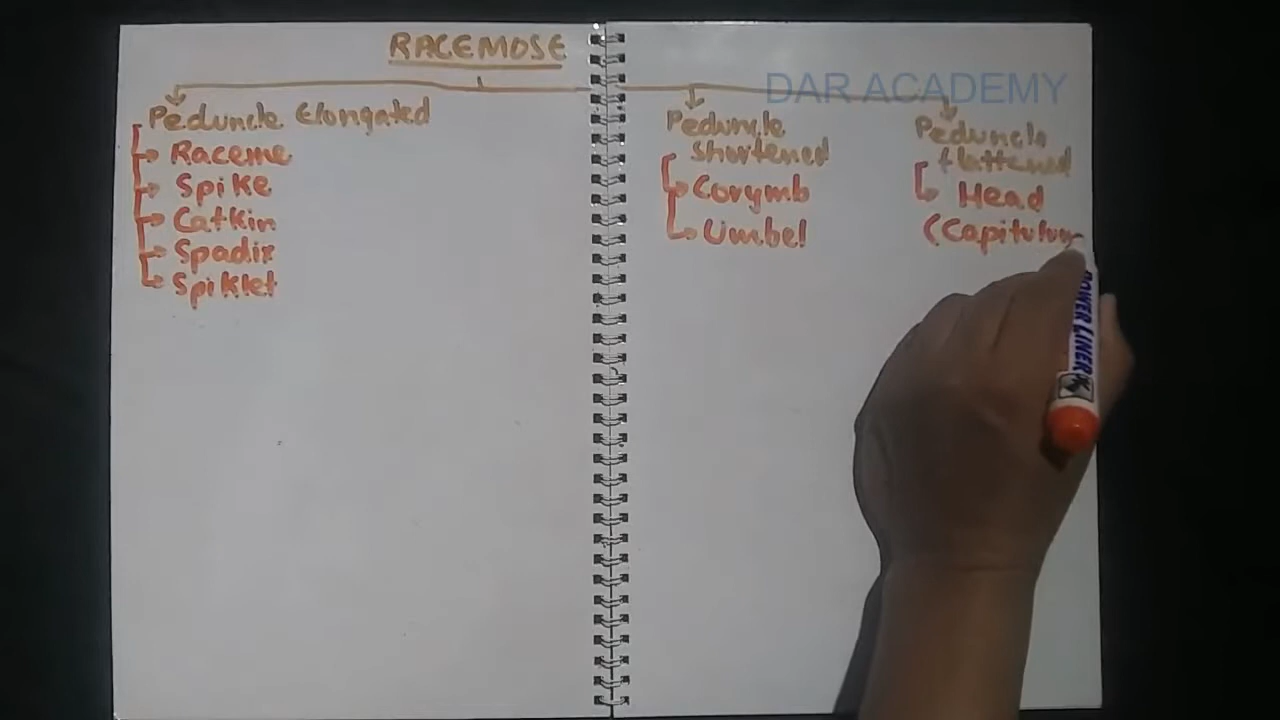 RACEMOSE
DAR ACADEMY
Peduncle Elongated
Raceme
Spike
Catkin
Spadix
Spiklet
Peduncle
Shortened
Corymb
Umbel
Peduncle
flattened
Head
(Capitulum
POWER LINER